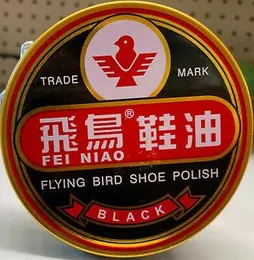 TRADE MARK
飛鳥®鞋油
FEI NIAO
FLYING BIRD SHOE POLISH
BLACK